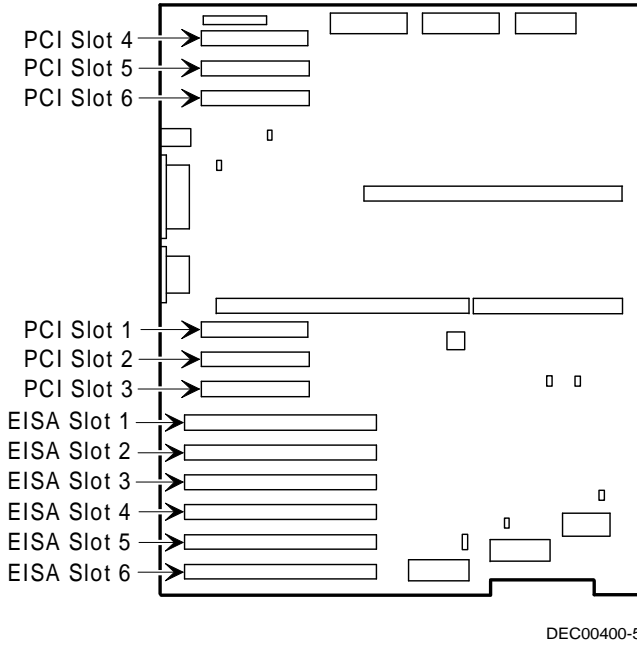 PCI Slot 4
PCI Slot 5
PCI Slot 6
PCI Slot 1
PCI Slot 2
PCI Slot 3
EISA Slot 1
EISA Slot 2
EISA Slot 3
EISA Slot 4
EISA Slot 5
EISA Slot 6
DEC00400-5